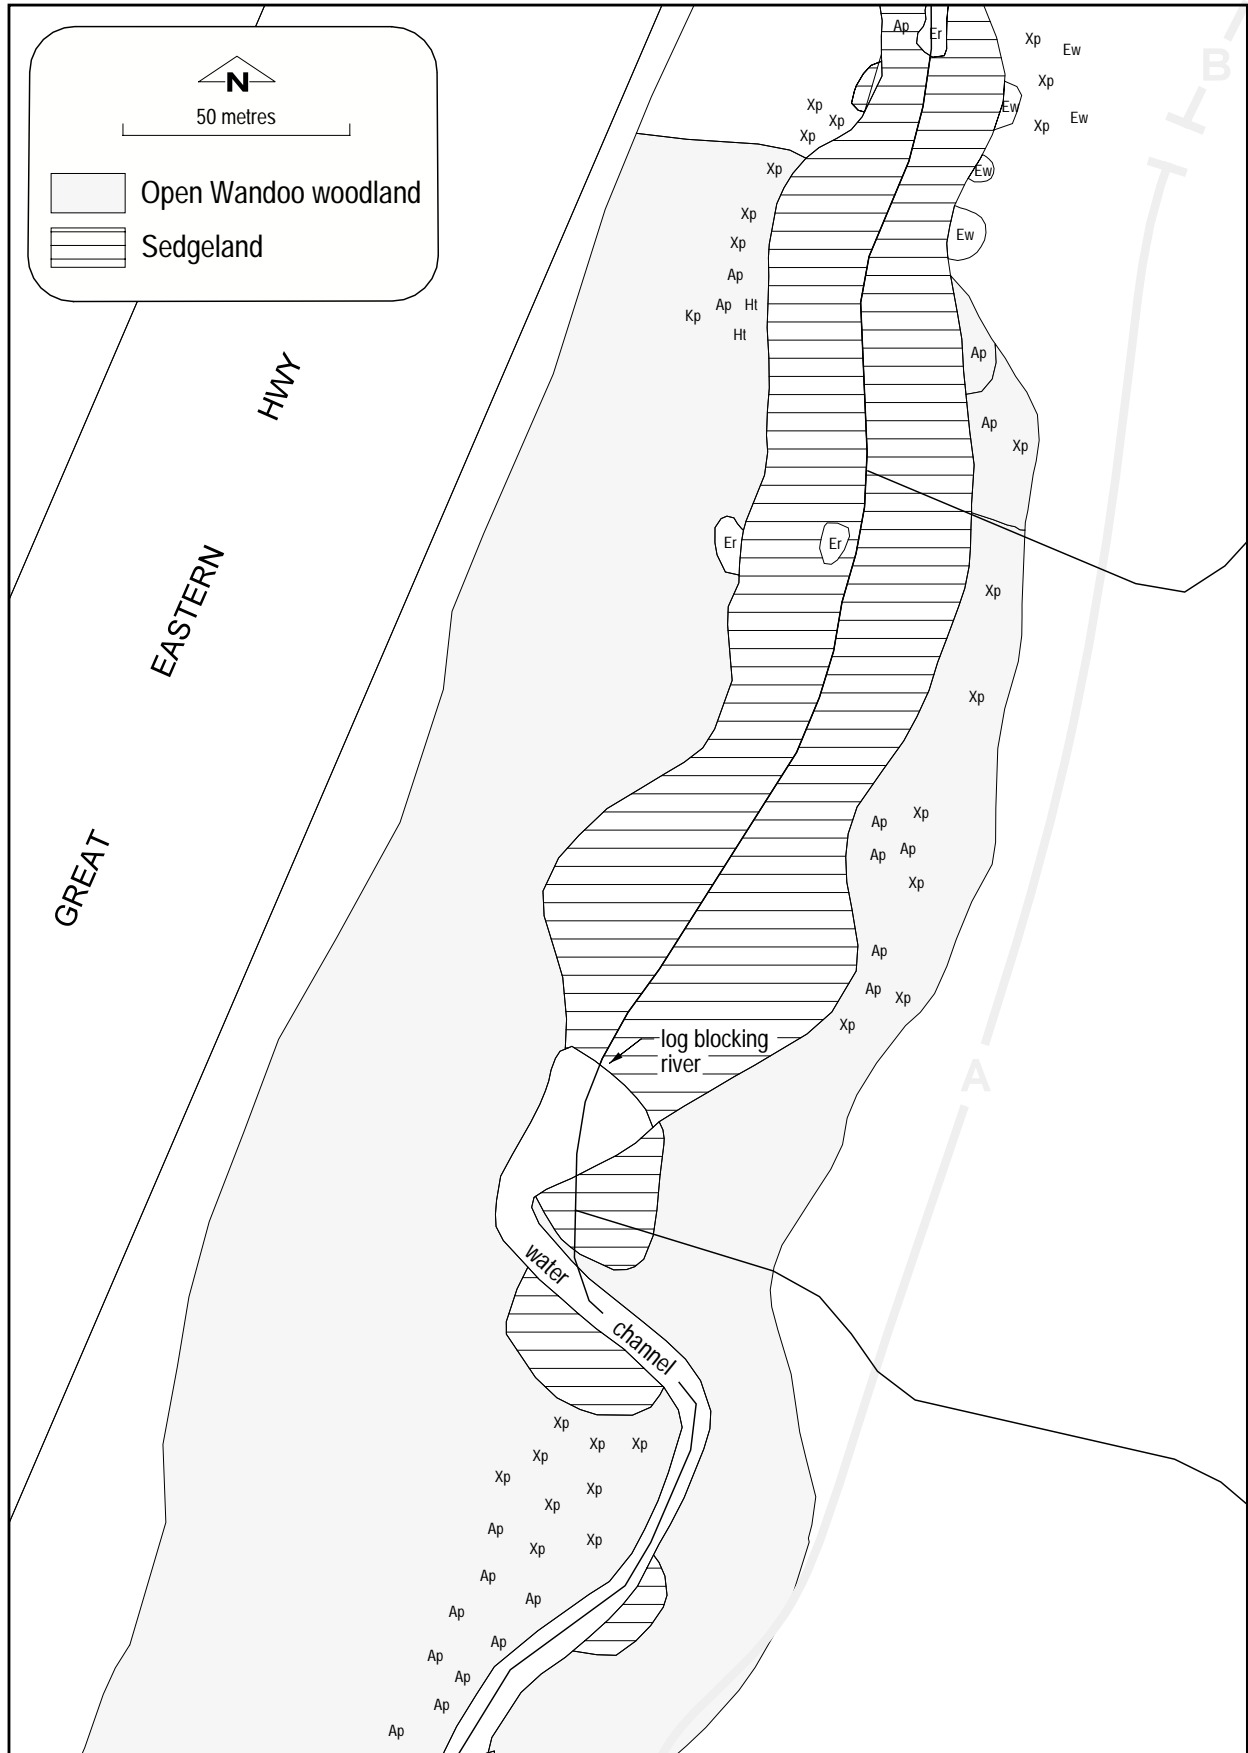 Ap
Er
Xp
Ew
B
N
50 metres
Xp
Xp
Ew
Xp
Xp
Ew
Xp
Xp
Ew
Xp
Open Wandoo woodland
Xp
Ew
Sedgeland
Xp
Ap
Ap
Ht
Kp
Ht
Ap
HWY
Ap
Xp
Er
Er
EASTERN
Xp
Xp
Xp
Ap
Ap
Ap
Xp
GREAT
Ap
Ap
Xp
Xp
log blocking
river
A
water
channel
Xp
Xp
Xp
Xp
Xp
Xp
Xp
Ap
Xp
Xp
Ap
Ap
Ap
Ap
Ap
Ap
Ap
Ap